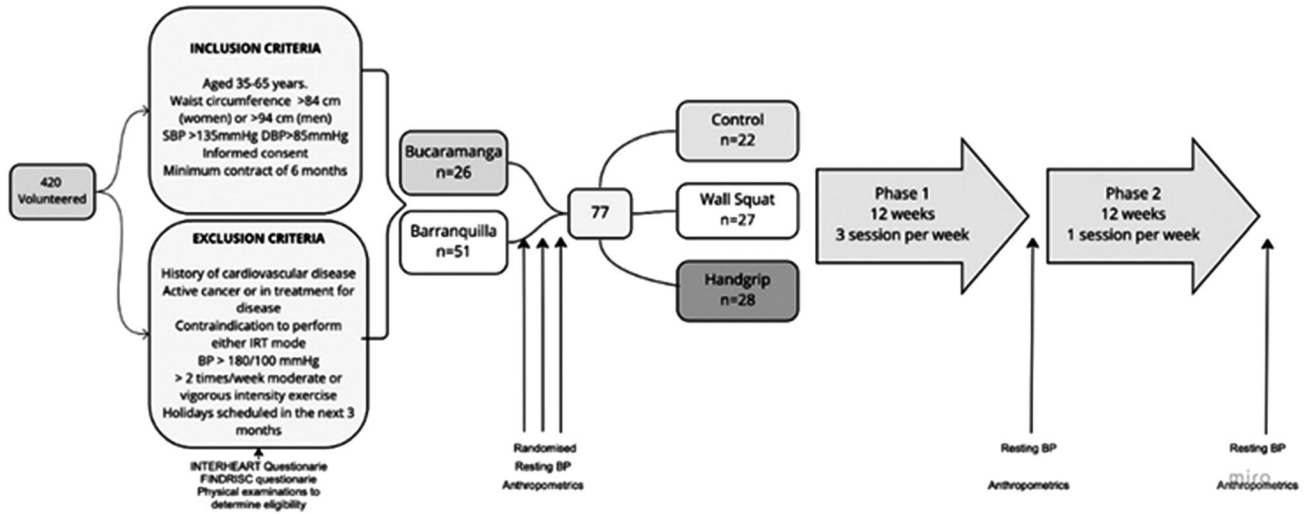 420
Volunteered
INCLUSION CRITERIA
Aged 35-65 years.
Waist circumference >84 cm
(women) or >94 cm (men)
SBP >135mmHg DBP>85mmHg
Informed consent
Minimum contract of 6 months
EXCLUSION CRITERIA
History of cardiovascular disease
Active cancer or in treatment for
disease
Contraindication to perform
either IRT mode
BP > 180/100 mmHg
> 2 times/week moderate or
vigorous intensity exercise
Holidays scheduled in the next 3
months
INTERHEART Questionarie
FINDRISC questionarie
Physical examinations to
determine eligibility
Bucaramanga
n=26
Barranquilla
n=51
Randomised
Resting BP
Anthropometrics
77
Control
n=22
Wall Squat
n=27
Handgrip
n=28
Phase 1
12 weeks
3 session per week
Resting BP
Anthropometrics
Phase 2
12 weeks
1 session per week
Resting BP
miro
Anthropometrics